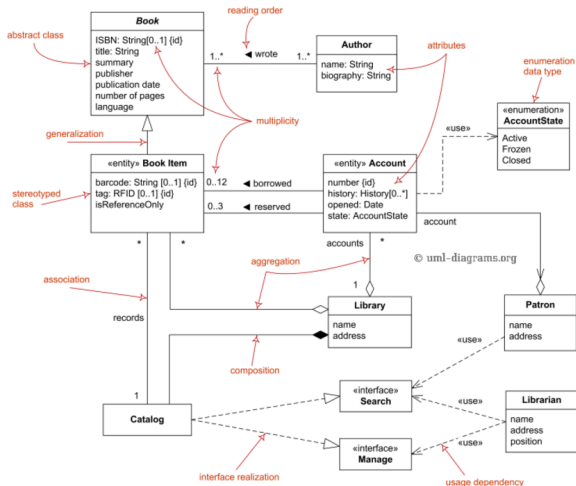 Book
ISBN: String[0..1] {id}
title: String
summary
publisher
publication date
number of pages
language
abstract class
reading order
1..*
◄ wrote
1..*
Author
name: String
biography: String
attributes
enumeration
data type
«enumeration»
AccountState
Active
Frozen
Closed
generalization
multiplicity
«use»
«entity» Book Item
barcode: String [0..1] {id}
tag: RFID [0..1] {id}
isReferenceOnly
stereotyped
class
0..12
◄ borrowed
0..3
◄ reserved
«entity» Account
number {id}
history: History[0..*]
opened: Date
state: AccountState
account
*
*
accounts
*
© uml-diagrams.org
association
aggregation
records
1
Library
name
address
Patron
name
address
composition
«use»
1
Catalog
«interface»
Search
«use»
Librarian
name
address
position
«interface»
Manage
«use»
interface realization
usage dependency